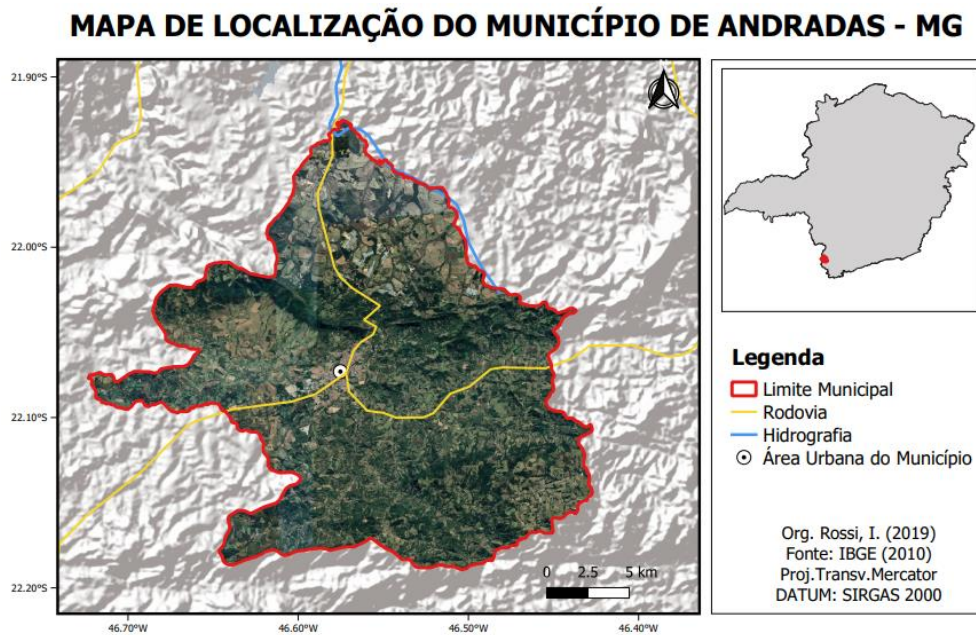 MAPA DE LOCALIZAÇÃO DO MUNICÍPIO DE ANDRADAS - MG
21.90°S
22.00°S
22.10°S
22.20°S
46.70°W
46.60°W
46.50°W
46.40°W
0 2.5 5 km
Legenda
Limite Municipal
Rodovia
Hidrografia
Área Urbana do Município
Org. Rossi, I. (2019)
Fonte: IBGE (2010)
Proj.Transv.Mercator
DATUM: SIRGAS 2000